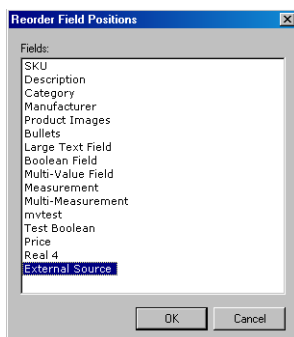 Reorder Field Positions
Fields:
SKU
Description
Category
Manufacturer
Product Images
Bullets
Large Text Field
Boolean Field
Multi-Value Field
Measurement
Multi-Measurement
mvtest
Test Boolean
Price
Real 4
External Source
OK Cancel